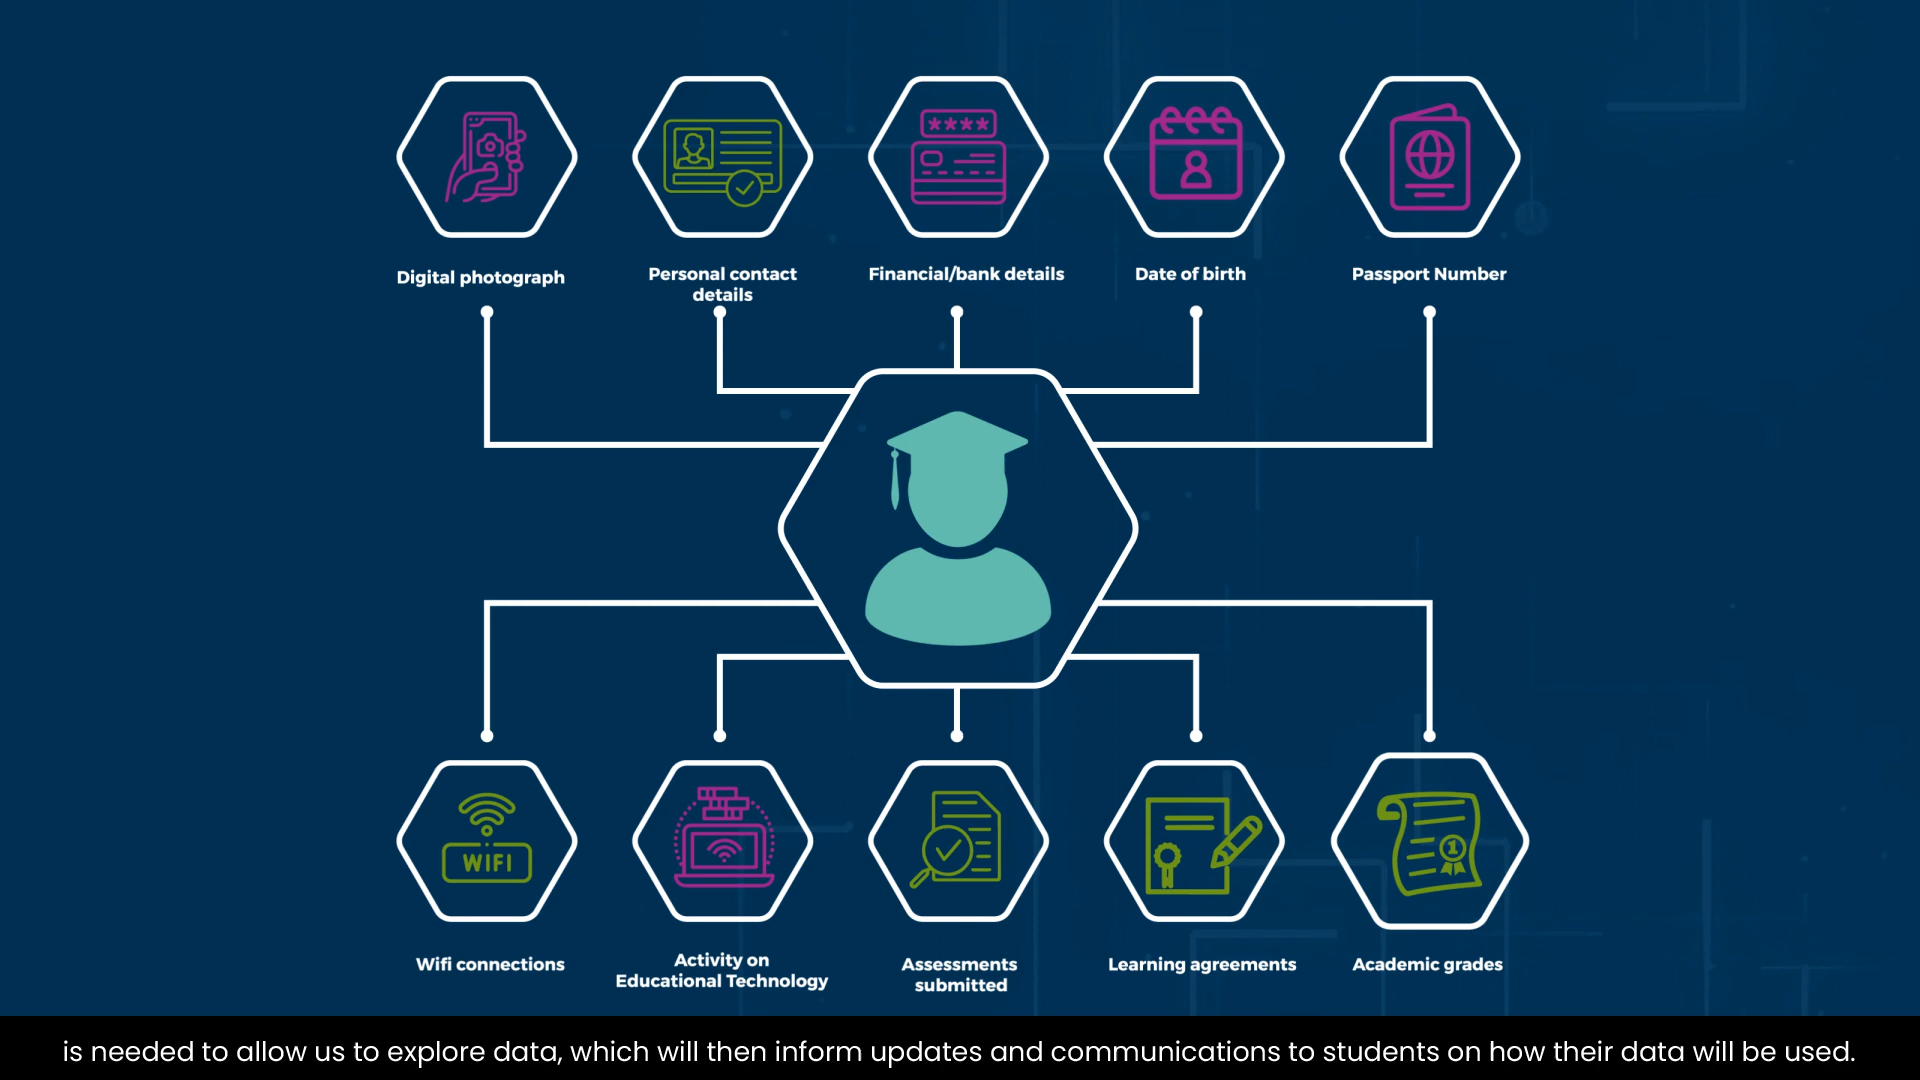 ****
Digital photograph
Personal contact
details
Financial/bank details
Date of birth
Passport Number
WIFI
1
Wifi connections
Activity on
Educational Technology
Assessments
submitted
Learning agreements
Academic grades
is needed to allow us to explore data, which will then inform updates and communications to students on how their data will be used.